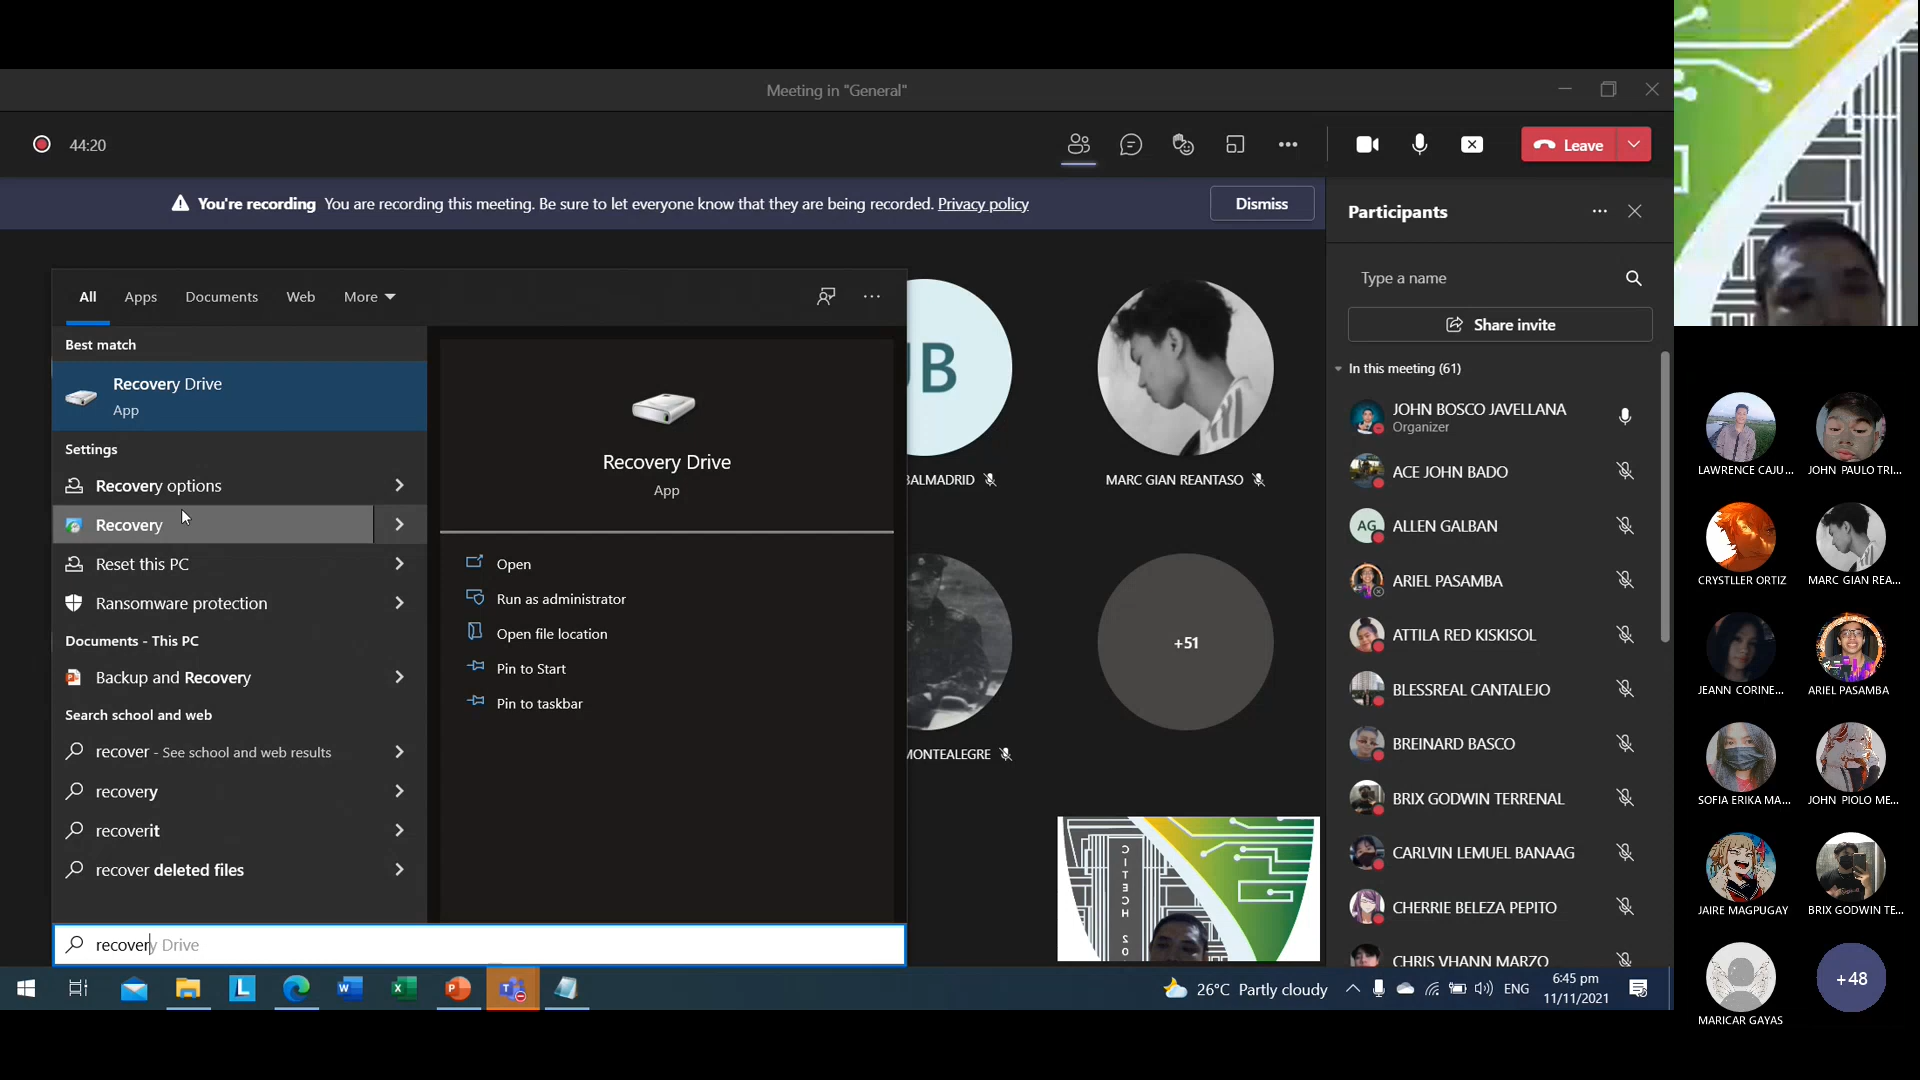 Meeting in "General"
44:20
Leave
You're recording You are recording this meeting. Be sure to let everyone know that they are being recorded. Privacy policy
Dismiss
Participants
Type a name
Share invite
In this meeting (61)
JOHN BOSCO JAVELLANA
Organizer
ACE JOHN BADO
AG
ALLEN GALBAN
ARIEL PASAMBA
ATTILA RED KISKISOL
BLESSREAL CANTALEJO
BREINARD BASCO
BRIX GODWIN TERRENAL
CARLVIN LEMUEL BANAAG
CHERRIE BELEZA PEPITO
CHRIS VHANN MARZO
All
Apps
Documents
Web
More
Best match
Recovery Drive
App
Settings
Recovery options
Recovery
Reset this PC
Ransomware protection
Documents - This PC
Backup and Recovery
Search school and web
recover - See school and web results
recovery
recoverit
recover deleted files
recovery Drive
Recovery Drive
App
Open
Run as administrator
Open file location
Pin to Start
Pin to taskbar
B
ALMADRID
MARC GIAN REANTASO
MONTEALEGRE
+51
CITECH 20
26°C Partly cloudy
ENG
6:45 pm
11/11/2021
LAWRENCE CAJU...
JOHN PAULO TRI...
CRYSTLLER ORTIZ
MARC GIAN REA...
JEANN CORINE...
ARIEL PASAMBA
SOFIA ERIKA MA...
JOHN PIOLO ME...
JAIRE MAGPUGAY
BRIX GODWIN TE...
MARICAR GAYAS
+48